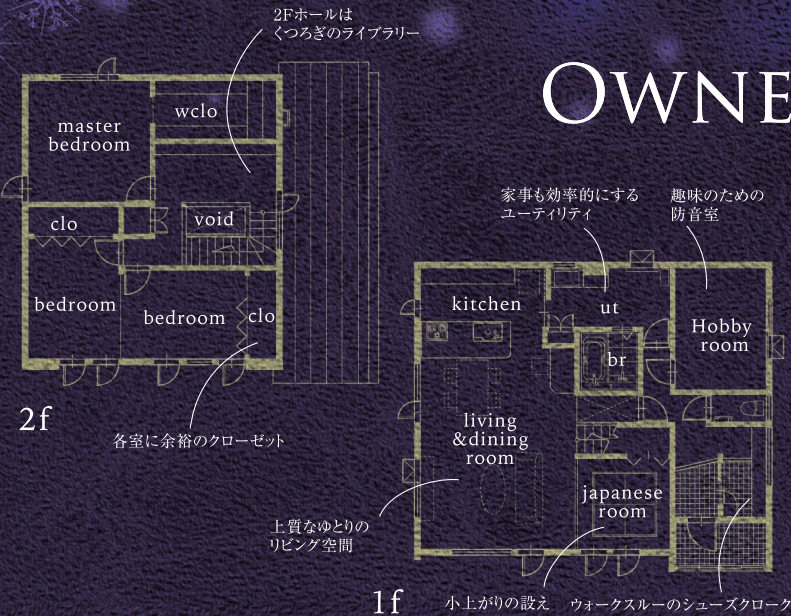 2Fホールは
くつろぎのライブラリー
OWNE
wclo
master
bedroom
clo
void
bedroom
bedroom
clo
2f
各室に余裕のクローゼット
家事も効率的にする
ユーティリティ
趣味のための
防音室
kitchen
ut
Hobby
room
br
living
&dining
room
japanese
room
上質なゆとりの
リビング空間
1f
小上がりの設え
ウォークスルーのシューズクローク